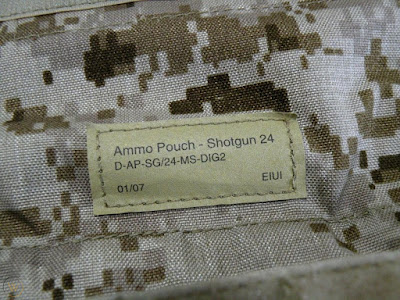 Ammo Pouch - Shotgun 24
D-AP-SG/24-MS-DIG2
01/07 EIUI